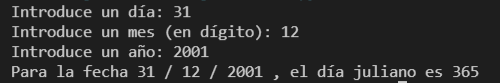 Introduce un día: 31
Introduce un mes (en dígito): 12
Introduce un año: 2001
Para la fecha 31 / 12 / 2001 , el día juliano es 365